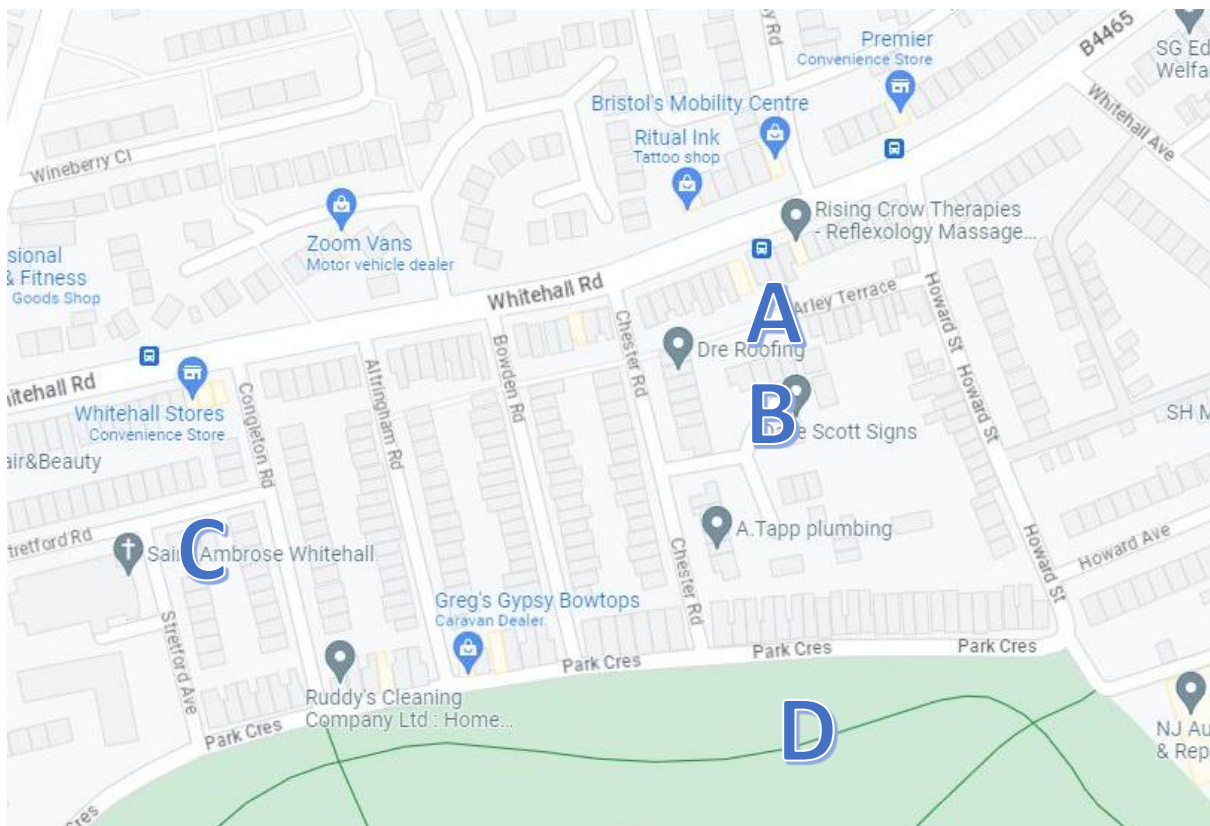 B4465
Premier
Convenience Store
SG Ed
Welfa
y Rd
Bristol's Mobility Centre
Whitehall Ave
Ritual Ink
Tattoo shop
Wineberry Cl
Rising Crow Therapies
- Reflexology Massage...
Zoom Vans
Motor vehicle dealer
sional
& Fitness
Goods Shop
Whitehall Rd
A
Arley Terrace
Howard St
Chester Rd
Dre Roofing
Bowden Rd
Altringham Rd
itehall Rd
Congleton Rd
Whitehall Stores
Convenience Store
B
Scott Signs
Howard St
SH M
air&Beauty
A.Tapp plumbing
tretford Rd
C
Ambrose Whitehall
Howard St
Howard Ave
Chester Rd
Greg's Gypsy Bowtops
Caravan Dealer
Stretford Ave
Park Cres
Park Cres
Park Cres
Ruddy's Cleaning
Company Ltd : Home...
Park Cres
D
NJ Au
& Rep
res